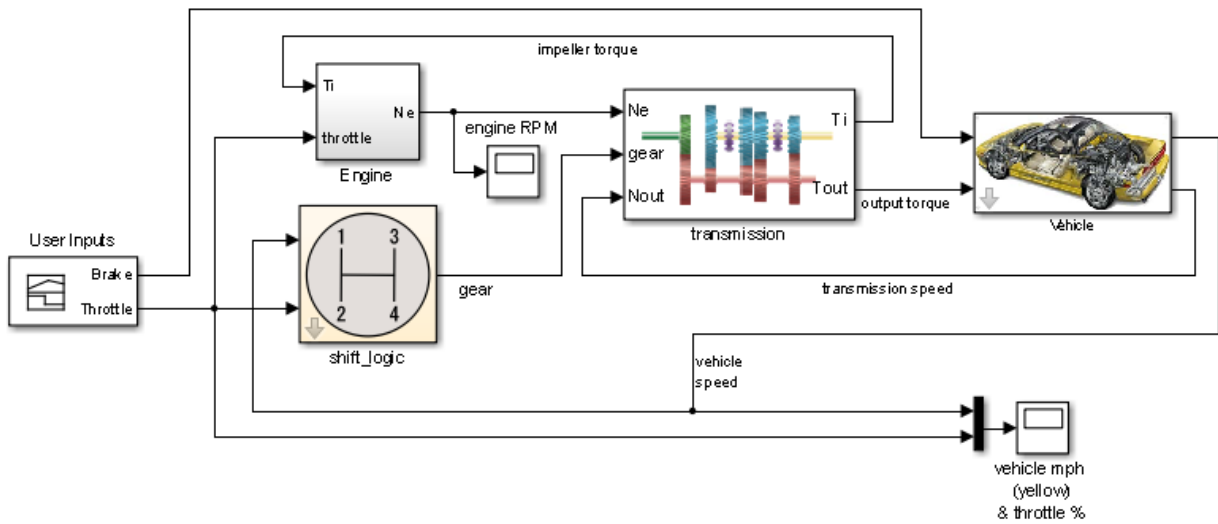 impeller torque
Ti
Ne
throttle
Engine
engine RPM
Ne
gear
Nout
Ti
Tout
transmission
output torque
Vehicle
transmission speed
User Inputs
Brake
Throttle
1
3
2
4
shift_logic
gear
vehicle
speed
vehicle mph
(yellow)
& throttle %